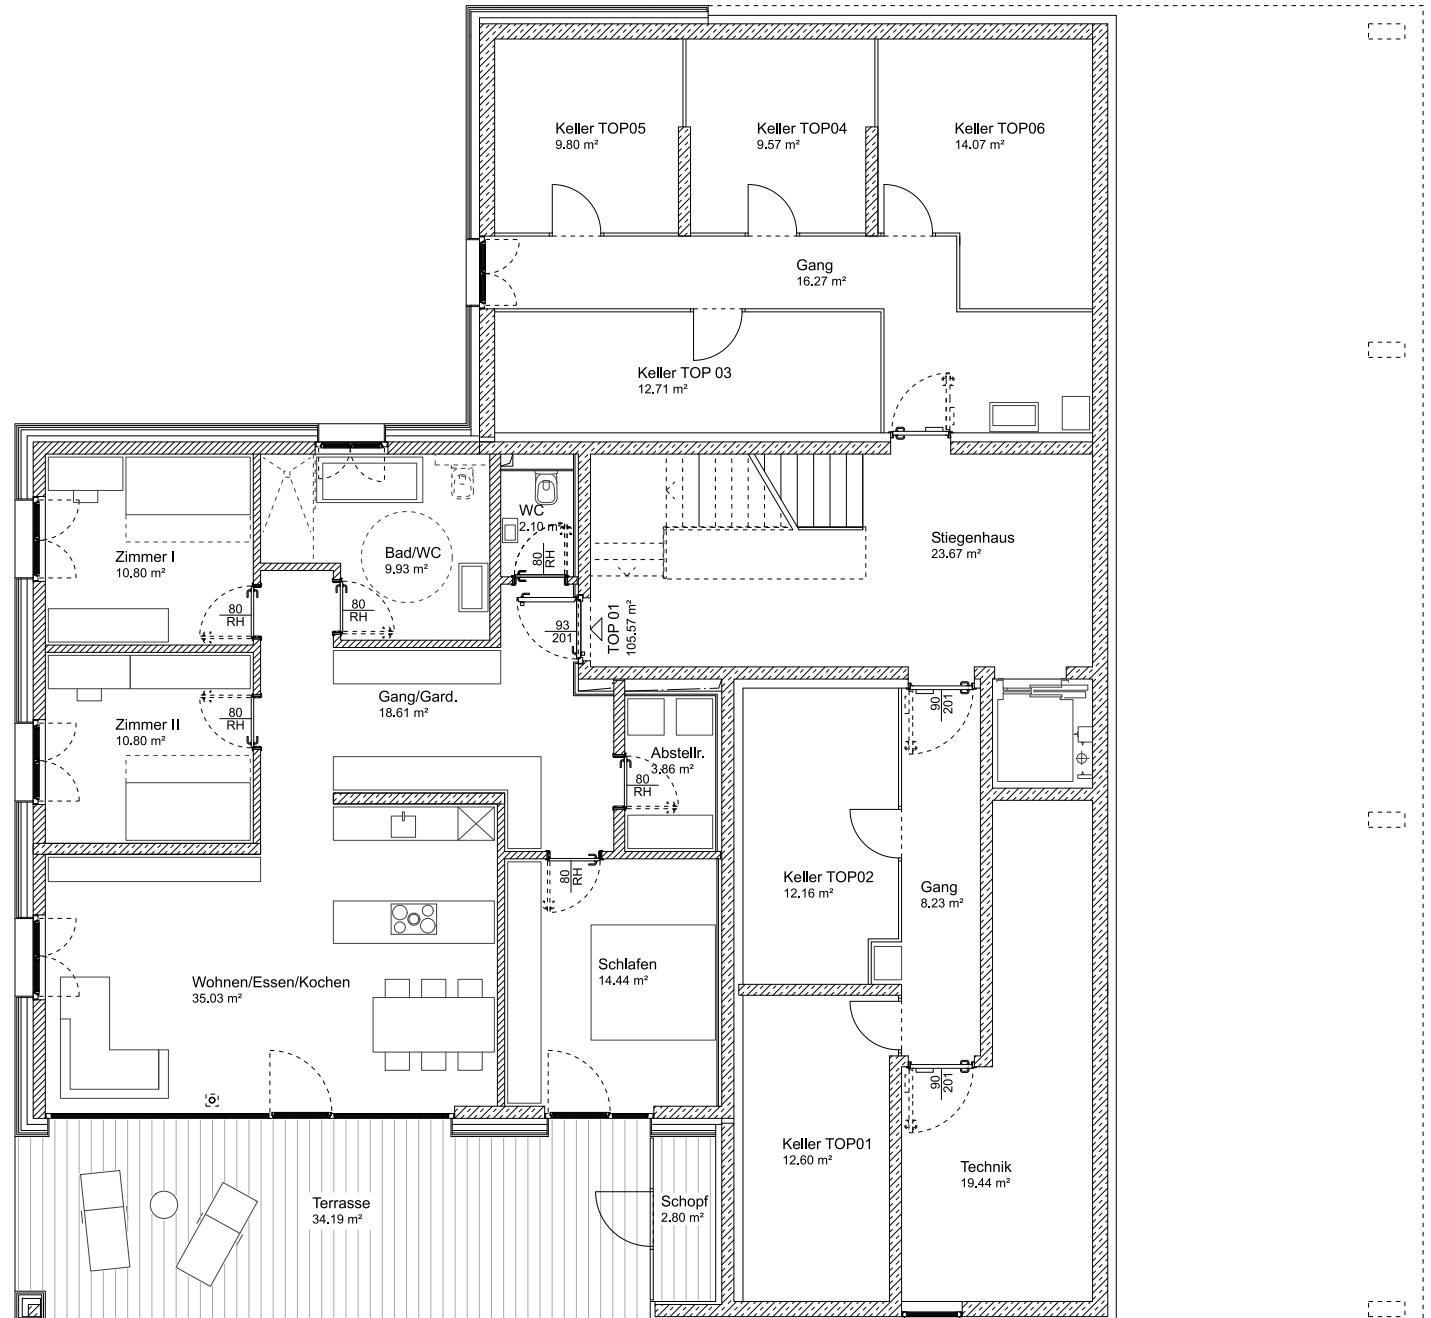 Keller TOP05
9.80 m²
Keller TOP04
9.57 m²
Keller TOP06
14.07 m²
Gang
16.27 m²
Keller TOP 03
12.71 m²
WC
2.10 m²
80
RH
Zimmer I
10.80 m²
Bad/WC
9.93 m²
Stiegenhaus
23.67 m²
80
RH
80
RH
93
201
TOP 01
105.57 m²
Gang/Gard.
18.61 m²
Zimmer II
10.80 m²
80
RH
90
201
Abstellr.
3.86 m²
80
RH
80
RH
Keller TOP02
12.16 m²
Gang
8.23 m²
Schlafen
14.44 m²
Wohnen/Essen/Kochen
35.03 m²
90
201
Keller TOP01
12.60 m²
Technik
19.44 m²
Terrasse
34.19 m²
Schopf
2.80 m²